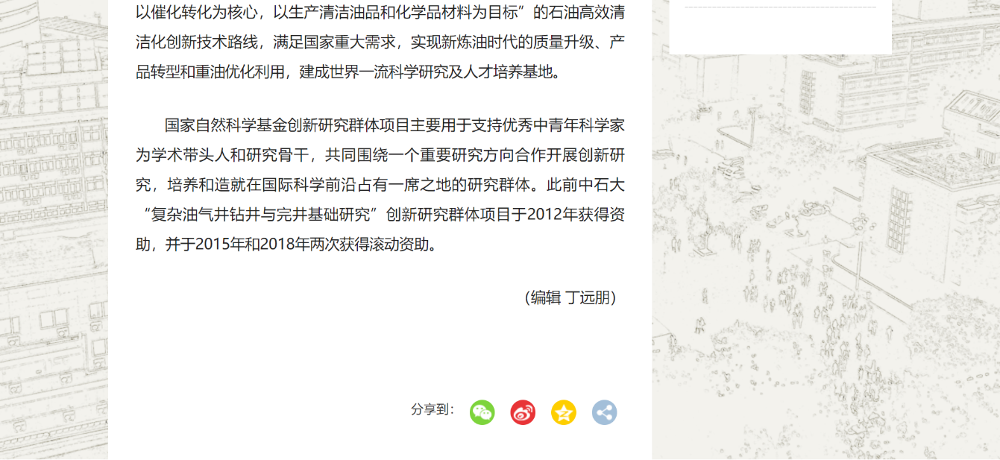 以催化转化为核心，以生产清洁油品和化学品材料为目标”的石油高效清
洁化创新技术路线，满足国家重大需求，实现新炼油时代的质量升级、产
品转型和重油优化利用，建成世界一流科学研究及人才培养基地。
国家自然科学基金创新研究群体项目主要用于支持优秀中青年科学家
为学术带头人和研究骨干，共同围绕一个重要研究方向合作开展创新研
究，培养和造就在国际科学前沿占有一席之地的研究群体。此前中石大
“复杂油气井钻井与完井基础研究”创新研究群体项目于2012年获得资
助，并于2015年和2018年两次获得滚动资助。
（编辑 丁远朋）
分享到：